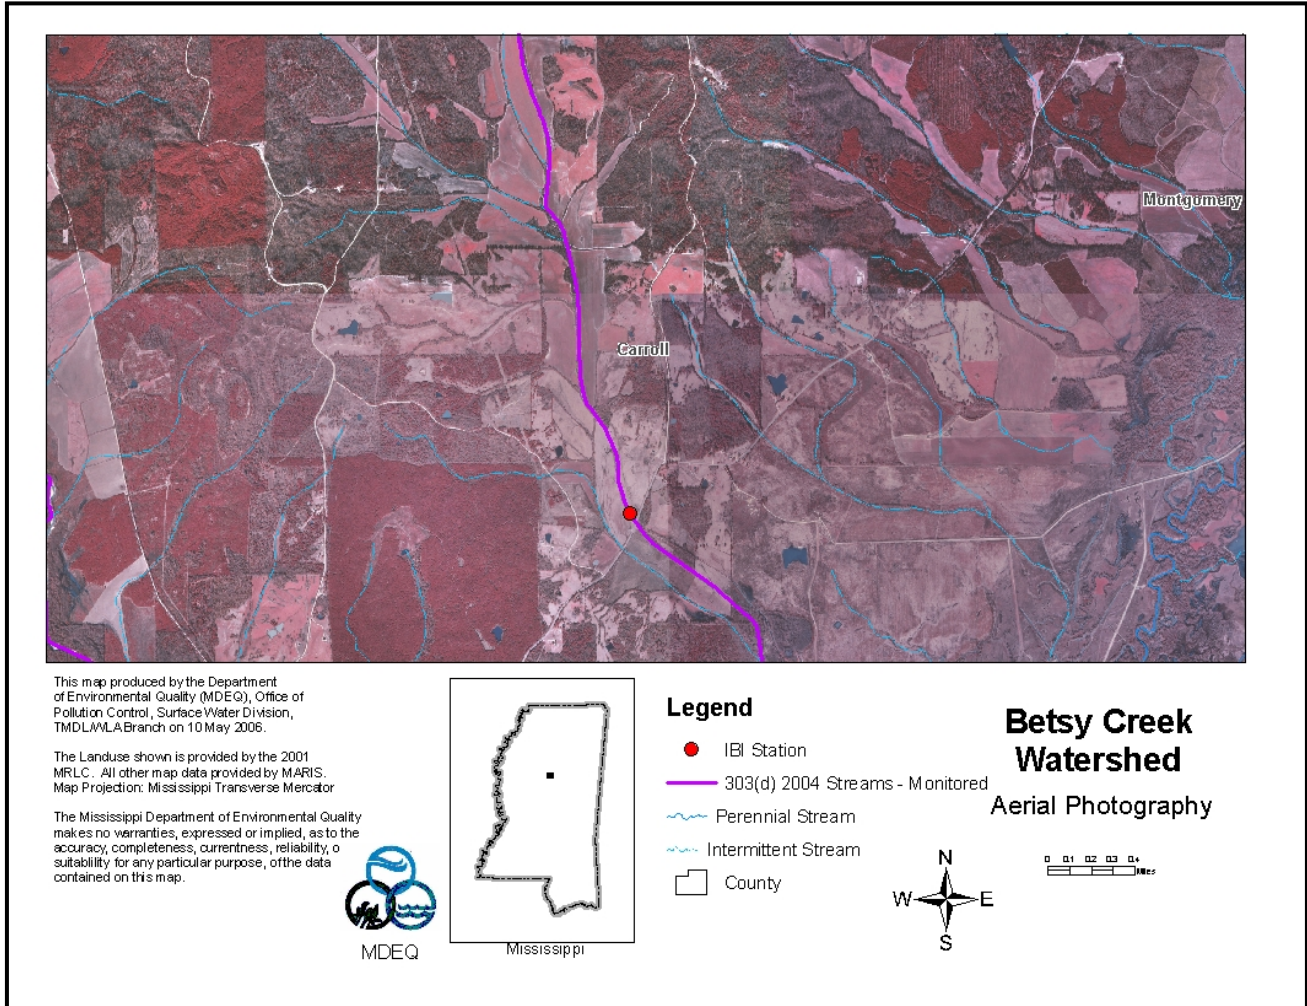 Montgomery
Carroll
This map produced by the Department
of Environmental Quality (MDEQ), Office of
Pollution Control, Surface Water Division,
TMDL/WLA Branch on 10 May 2006.
The Landuse shown is provided by the 2001
MRLC. All other map data provided by MARIS.
Map Projection: Mississippi Transverse Mercator
The Mississippi Department of Environmental Quality
makes no warranties, expressed or implied, as to the
accuracy, completeness, currentness, reliability, o
suitablility for any particular purpose, of the data
contained on this map.
MDEQ
Mississippi
Legend
IBI Station
303(d) 2004 Streams - Monitored
Perennial Stream
Intermittent Stream
County
Betsy Creek
Watershed
Aerial Photography
0 0.1 0.2 0.3 0.4
Miles
N
W E
S